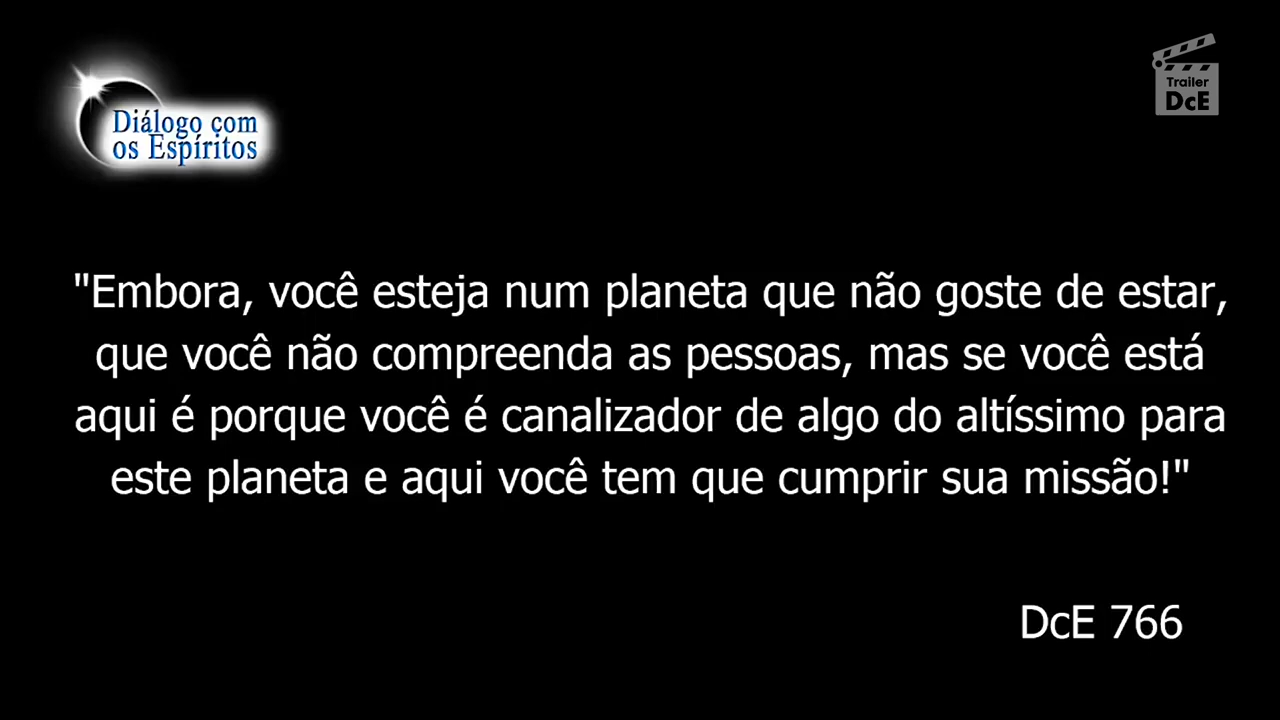 Diálogo com
os Espíritos
Trailer
DcE
"Embora, você esteja num planeta que não goste de estar,
que você não compreenda as pessoas, mas se você está
aqui é porque você é canalizador de algo do altíssimo para
este planeta e aqui você tem que cumprir sua missão!"
DcE 766